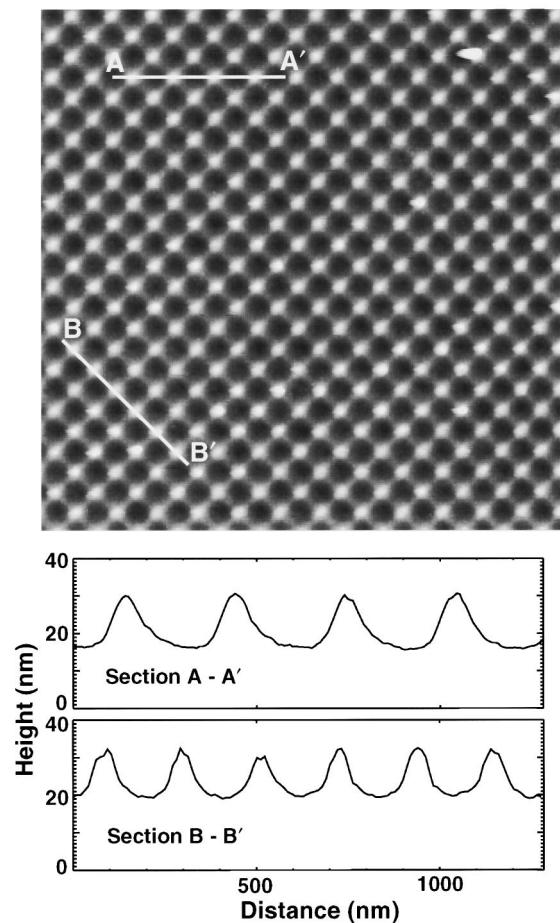 A A′
B
B′
40
20
0
Section A - A′
40
20
0
Section B - B′
Height (nm)
500 1000
Distance (nm)